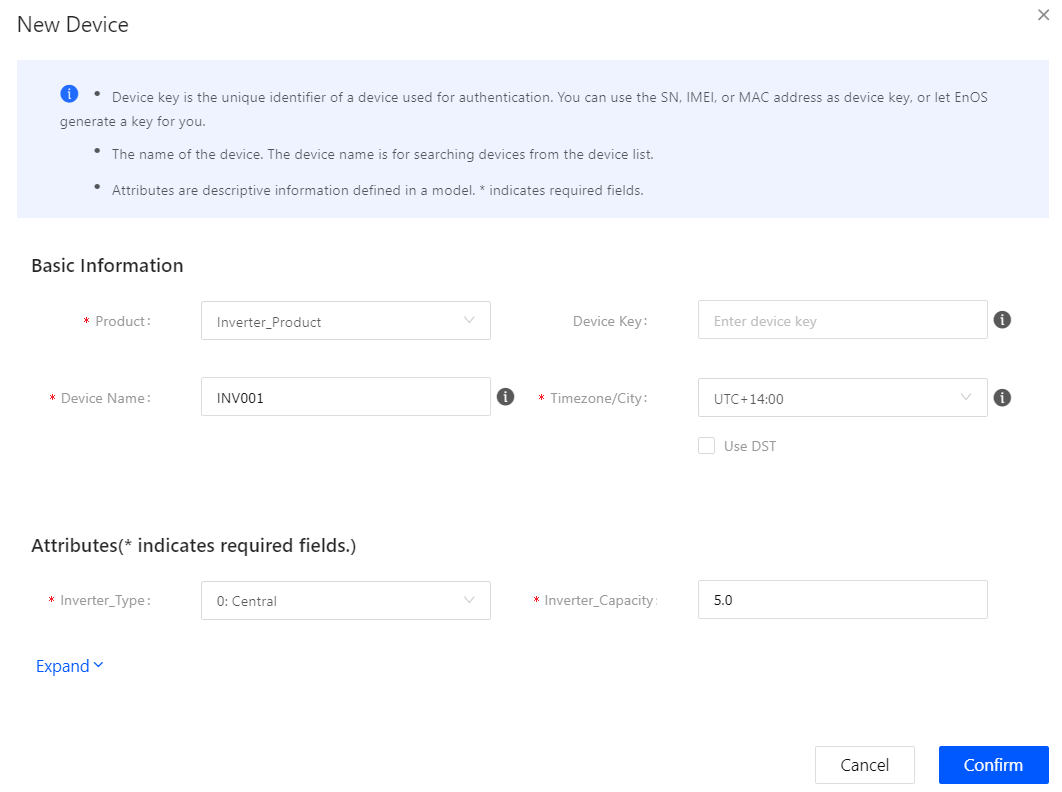 New Device
• Device key is the unique identifier of a device used for authentication. You can use the SN, IMEI, or MAC address as device key, or let EnOS
generate a key for you.
• The name of the device. The device name is for searching devices from the device list.
• Attributes are descriptive information defined in a model. * indicates required fields.
Basic Information
* Product: Inverter_Product Device Key: Enter device key
* Device Name: INV001 * Timezone/City: UTC+14:00
Use DST
Attributes(* indicates required fields.)
* Inverter_Type: 0: Central * Inverter_Capacity: 5.0
Expand
Cancel Confirm